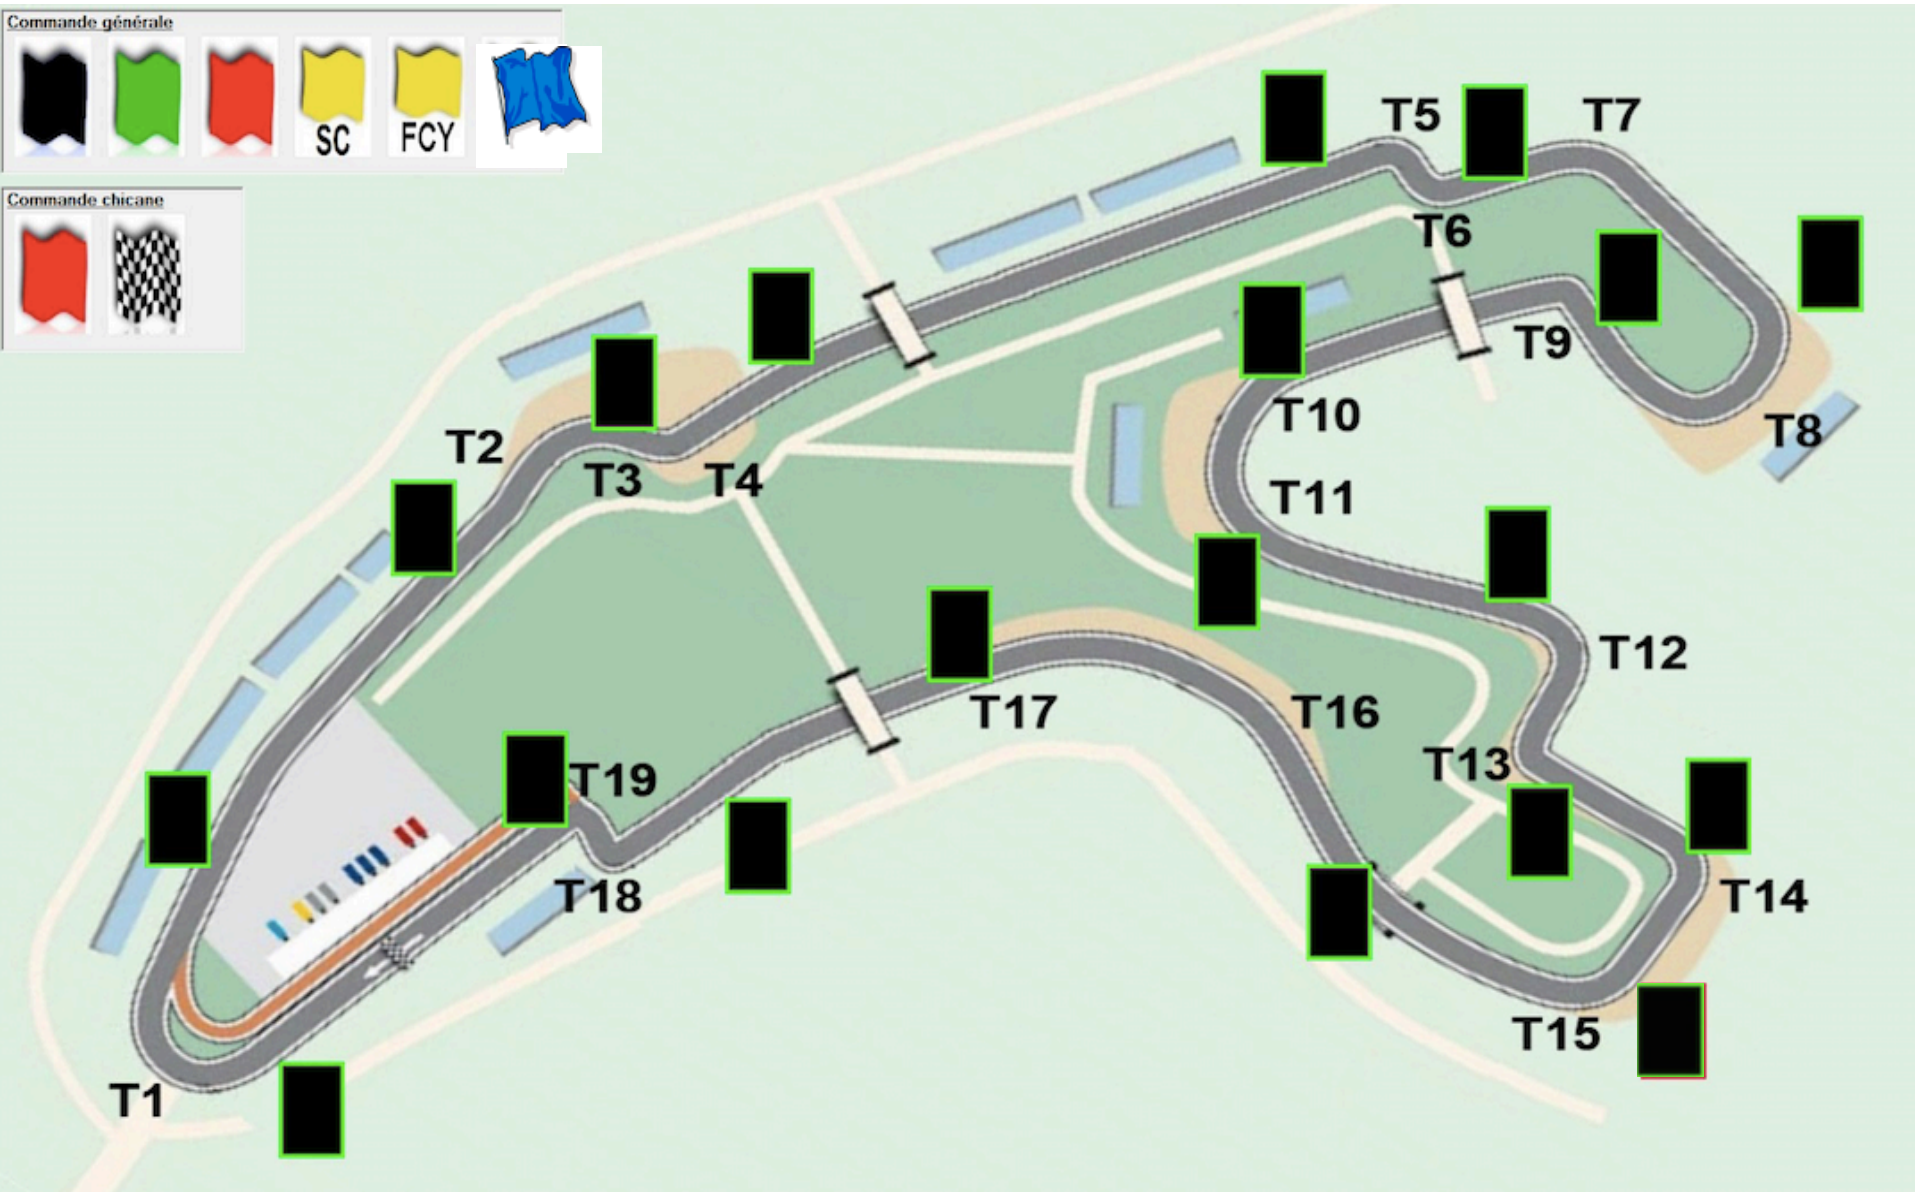 Commande générale
SC
FCY
Commande chicane
T5
T7
T6
T9
T10
T8
T2
T3
T4
T11
T12
T17
T16
T19
T13
T18
T14
T15
T1